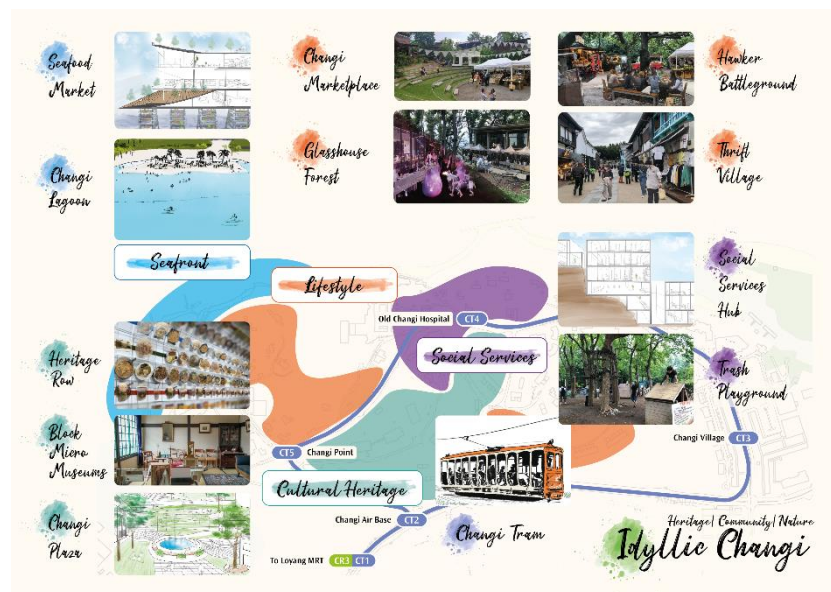 Seafood
Market
Changi
Marketplace
Hawker
Battleground
Changi
Lagoon
Glasshouse
Forest
Thrift
Village
Seafront
Lifestyle
Social
Services
Hub
Old Changi Hospital CT4
Social Services
Heritage
Row
Trash
Playground
Block
Micro
Museums
Changi Village CT3
CT5 Changi Point
Cultural Heritage
Changi
Plaza
Changi Air Base CT2
Changi Tram
To Loyang MRT CR3 CT1
Heritage| Community| Nature
Idyllic Changi